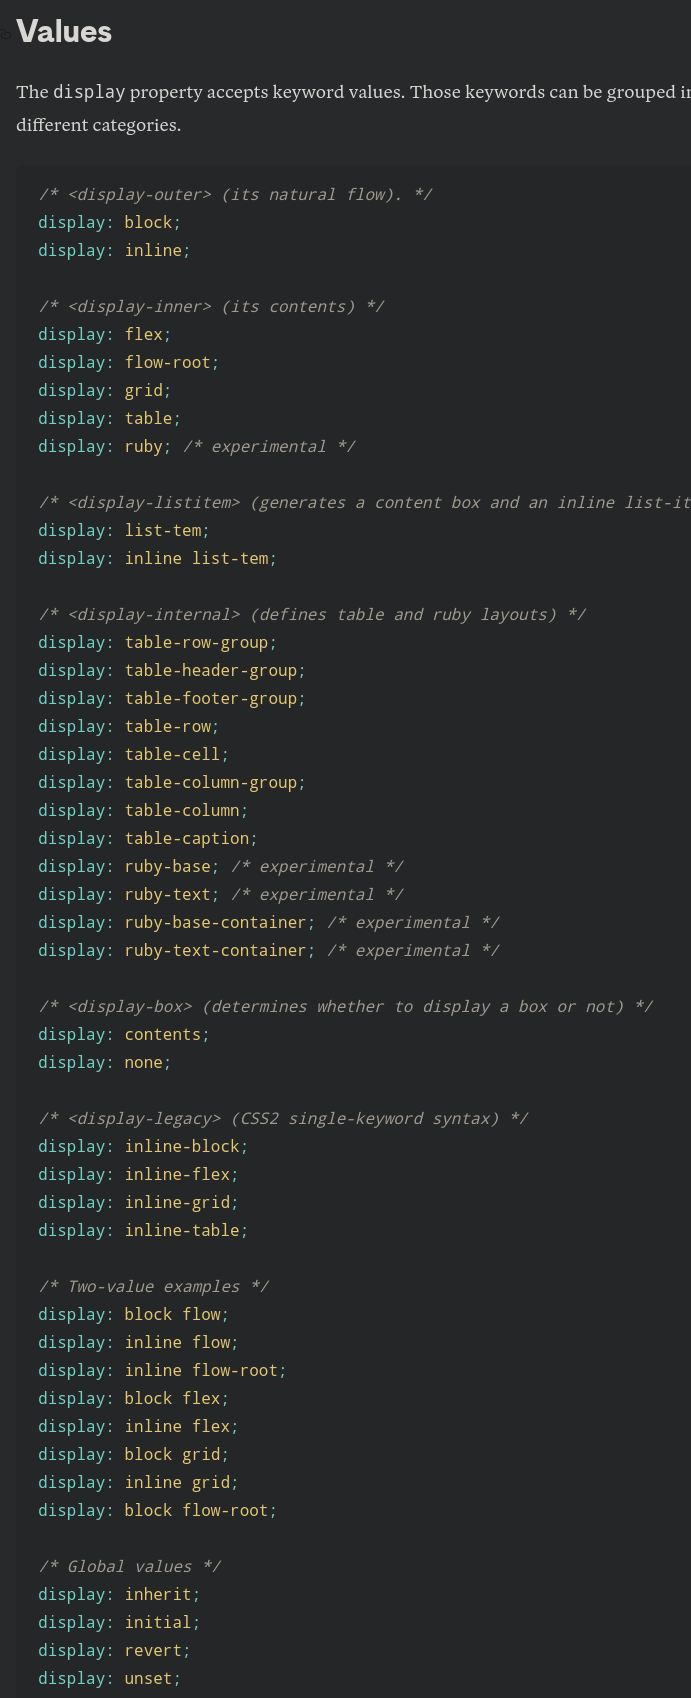 Values
The display property accepts keyword values. Those keywords can be grouped in
different categories.
/* <display-outer> (its natural flow). */
display: block;
display: inline;
/* <display-inner> (its contents) */
display: flex;
display: flow-root;
display: grid;
display: table;
display: ruby; /* experimental */
/* <display-listitem> (generates a content box and an inline list-it
display: list-tem;
display: inline list-tem;
/* <display-internal> (defines table and ruby layouts) */
display: table-row-group;
display: table-header-group;
display: table-footer-group;
display: table-row;
display: table-cell;
display: table-column-group;
display: table-column;
display: table-caption;
display: ruby-base; /* experimental */
display: ruby-text; /* experimental */
display: ruby-base-container; /* experimental */
display: ruby-text-container; /* experimental */
/* <display-box> (determines whether to display a box or not) */
display: contents;
display: none;
/* <display-legacy> (CSS2 single-keyword syntax) */
display: inline-block;
display: inline-flex;
display: inline-grid;
display: inline-table;
/* Two-value examples */
display: block flow;
display: inline flow;
display: inline flow-root;
display: block flex;
display: inline flex;
display: block grid;
display: inline grid;
display: block flow-root;
/* Global values */
display: inherit;
display: initial;
display: revert;
display: unset;